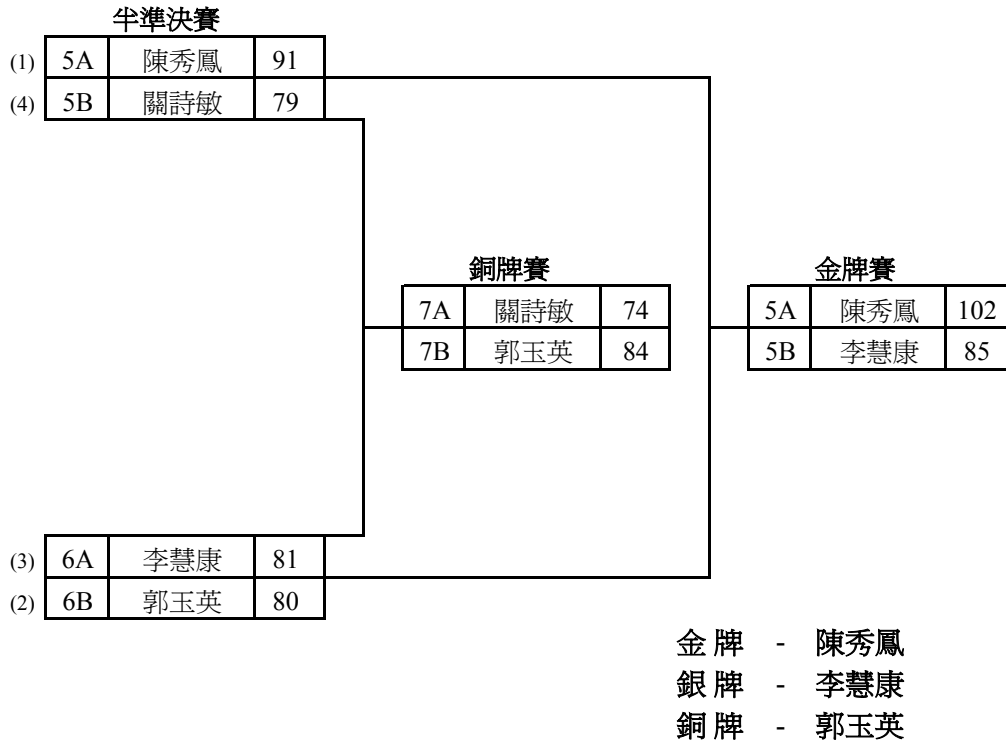 半準決賽
(1) 5A 陳秀鳳 91
(4) 5B 關詩敏 79
銅牌賽 金牌賽
7A 關詩敏 74 5A 陳秀鳳 102
7B 郭玉英 84 5B 李慧康 85
(3) 6A 李慧康 81
(2) 6B 郭玉英 80
金 牌 - 陳秀鳳
銀 牌 - 李慧康
銅 牌 - 郭玉英